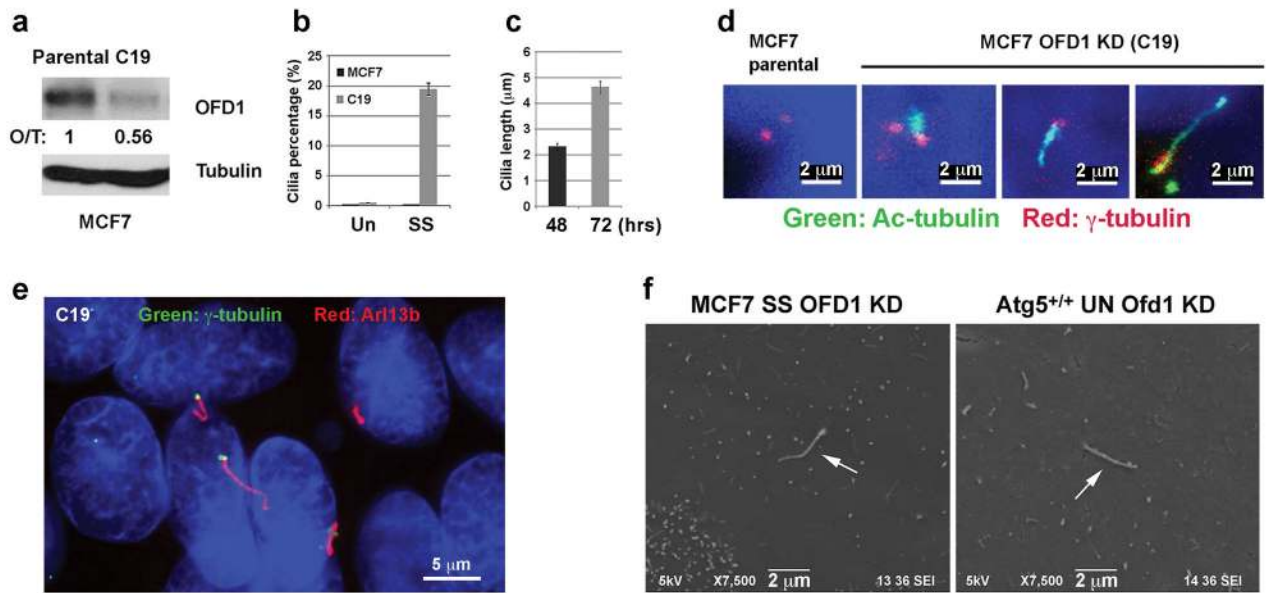 a
Parental C19
OFD1
O/T: 1 0.56
Tubulin
MCF7
b
Cilia percentage (%)
25
20
15
10
5
0
MCF7
C19
Un SS
c
Cilia length (μm)
6
5
4
3
2
1
0
48 72 (hrs)
d
MCF7
parental
MCF7 OFD1 KD (C19)
2 μm 2 μm 2 μm 2 μm
Green: Ac-tubulin Red: γ-tubulin
e
C19 Green: γ-tubulin Red: Arl13b
5 μm
f
MCF7 SS OFD1 KD Atg5+/+ UN Ofd1 KD
5kV X7,500 2 μm 13 36 SEI
5kV X7,500 2 μm 14 36 SEI